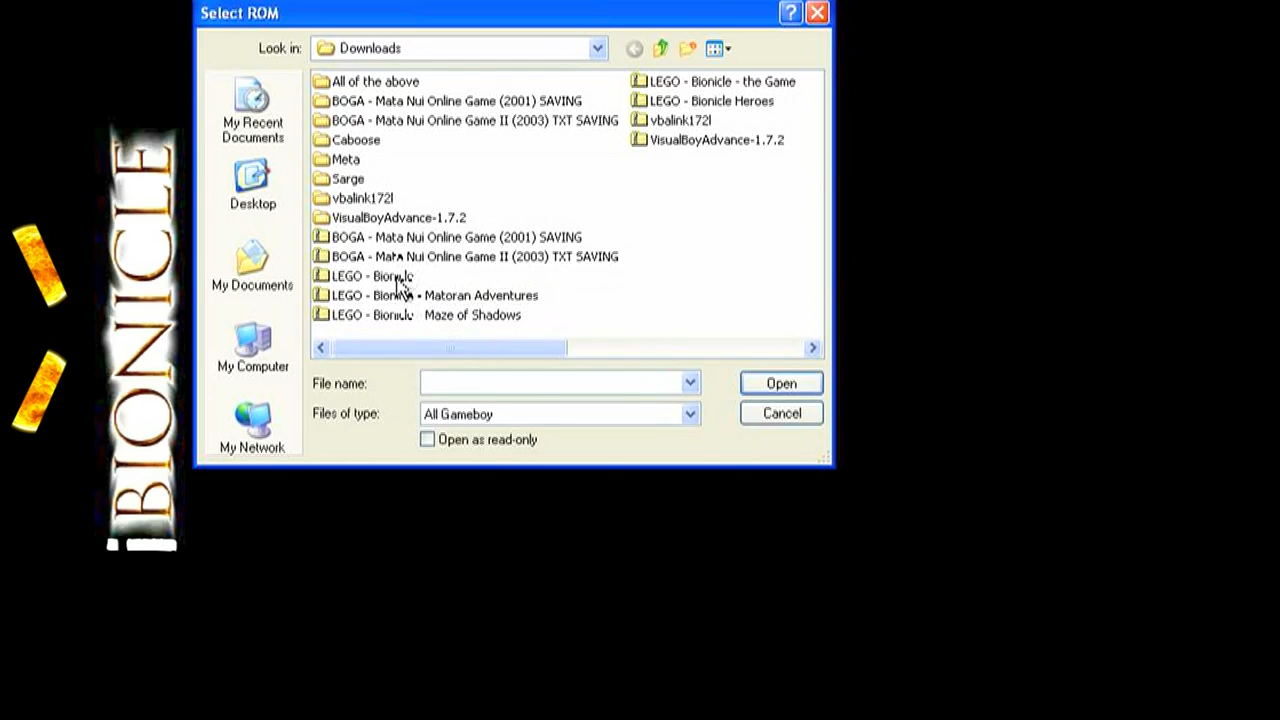 Select ROM
Look in:
Downloads
My Recent
Documents
Desktop
My Documents
My Computer
My Network
All of the above
BOGA - Mata Nui Online Game (2001) SAVING
BOGA - Mata Nui Online Game II (2003) TXT SAVING
Caboose
Meta
Sarge
vbalink172l
VisualBoyAdvance-1.7.2
BOGA - Mata Nui Online Game (2001) SAVING
BOGA - Mata Nui Online Game II (2003) TXT SAVING
LEGO - Bionicle
LEGO - Bionicle - Matoran Adventures
LEGO - Bionicle Maze of Shadows
LEGO - Bionicle - the Game
LEGO - Bionicle Heroes
vbalink172l
VisualBoyAdvance-1.7.2
File name:
Open
Files of type:
All Gameboy
Cancel
Open as read-only
BIONICLE